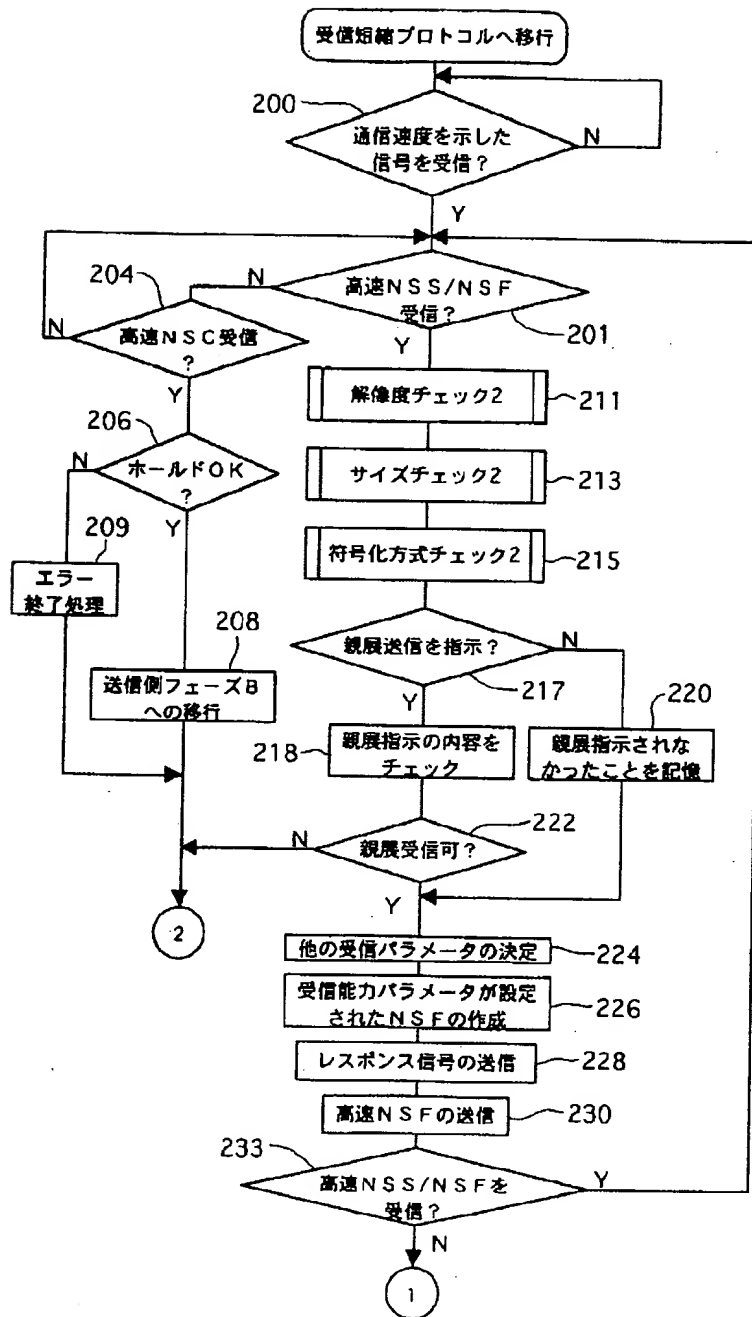 受信短縮プロトコルへ移行
200
通信速度を示した
信号を受信?
N
Y
204
N
高速NSS/NSF
受信?
201
N
高速NSC受信
?
Y
Y
解像度チェック2
211
206
N
ホールドOK
?
サイズチェック2
213
Y
209
エラー
終了処理
符号化方式チェック2
215
親展送信を指示?
N
217
208
送信側フェーズB
への移行
Y
220
218
親展指示の内容を
チェック
親展指示されな
かったことを記憶
222
N
親展受信可?
Y
2
他の受信パラメータの決定
224
受信能力パラメータが設定
されたNSFの作成
226
レスポンス信号の送信
228
高速NSFの送信
230
233
高速NSS/NSFを
受信?
Y
N
1